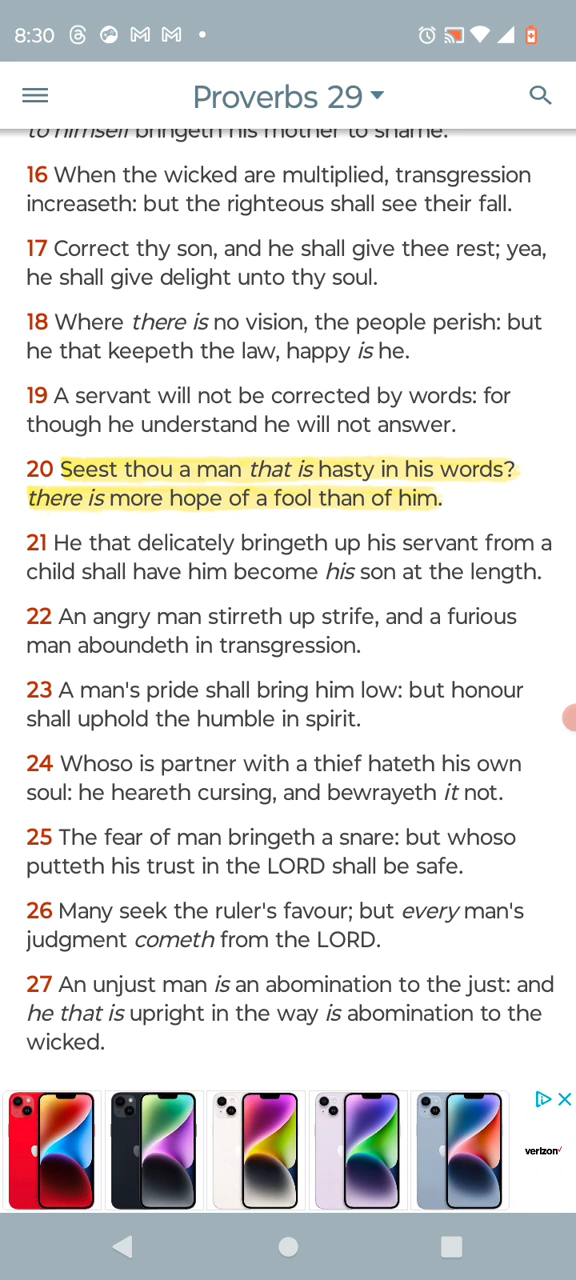 8:30
Proverbs 29
to himself bringeth his mother to shame.
16 When the wicked are multiplied, transgression
increaseth: but the righteous shall see their fall.
17 Correct thy son, and he shall give thee rest; yea,
he shall give delight unto thy soul.
18 Where there is no vision, the people perish: but
he that keepeth the law, happy is he.
19 A servant will not be corrected by words: for
though he understand he will not answer.
20 Seest thou a man that is hasty in his words?
there is more hope of a fool than of him.
21 He that delicately bringeth up his servant from a
child shall have him become his son at the length.
22 An angry man stirreth up strife, and a furious
man aboundeth in transgression.
23 A man's pride shall bring him low: but honour
shall uphold the humble in spirit.
24 Whoso is partner with a thief hateth his own
soul: he heareth cursing, and bewrayeth it not.
25 The fear of man bringeth a snare: but whoso
putteth his trust in the LORD shall be safe.
26 Many seek the ruler's favour; but every man's
judgment cometh from the LORD.
27 An unjust man is an abomination to the just: and
he that is upright in the way is abomination to the
wicked.
verizon✓